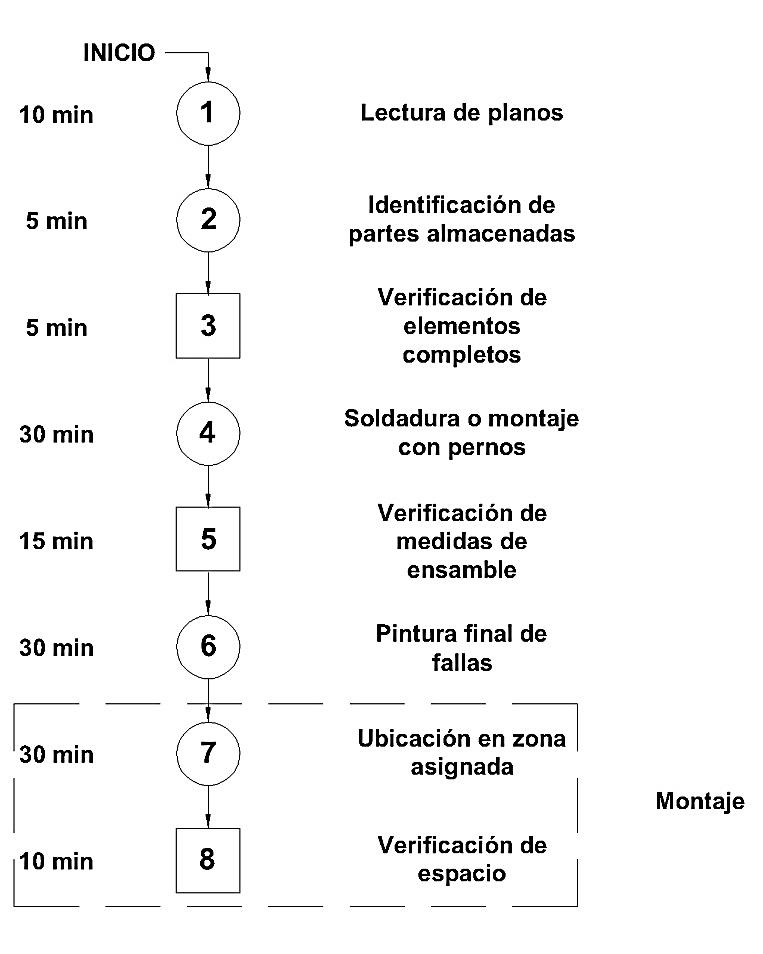 INICIO
10 min
1
Lectura de planos
5 min
2
Identificación de
partes almacenadas
5 min
3
Verificación de
elementos
completos
30 min
4
Soldadura o montaje
con pernos
15 min
5
Verificación de
medidas de
ensamble
30 min
6
Pintura final de
fallas
30 min
7
Ubicación en zona
asignada
Montaje
10 min
8
Verificación de
espacio